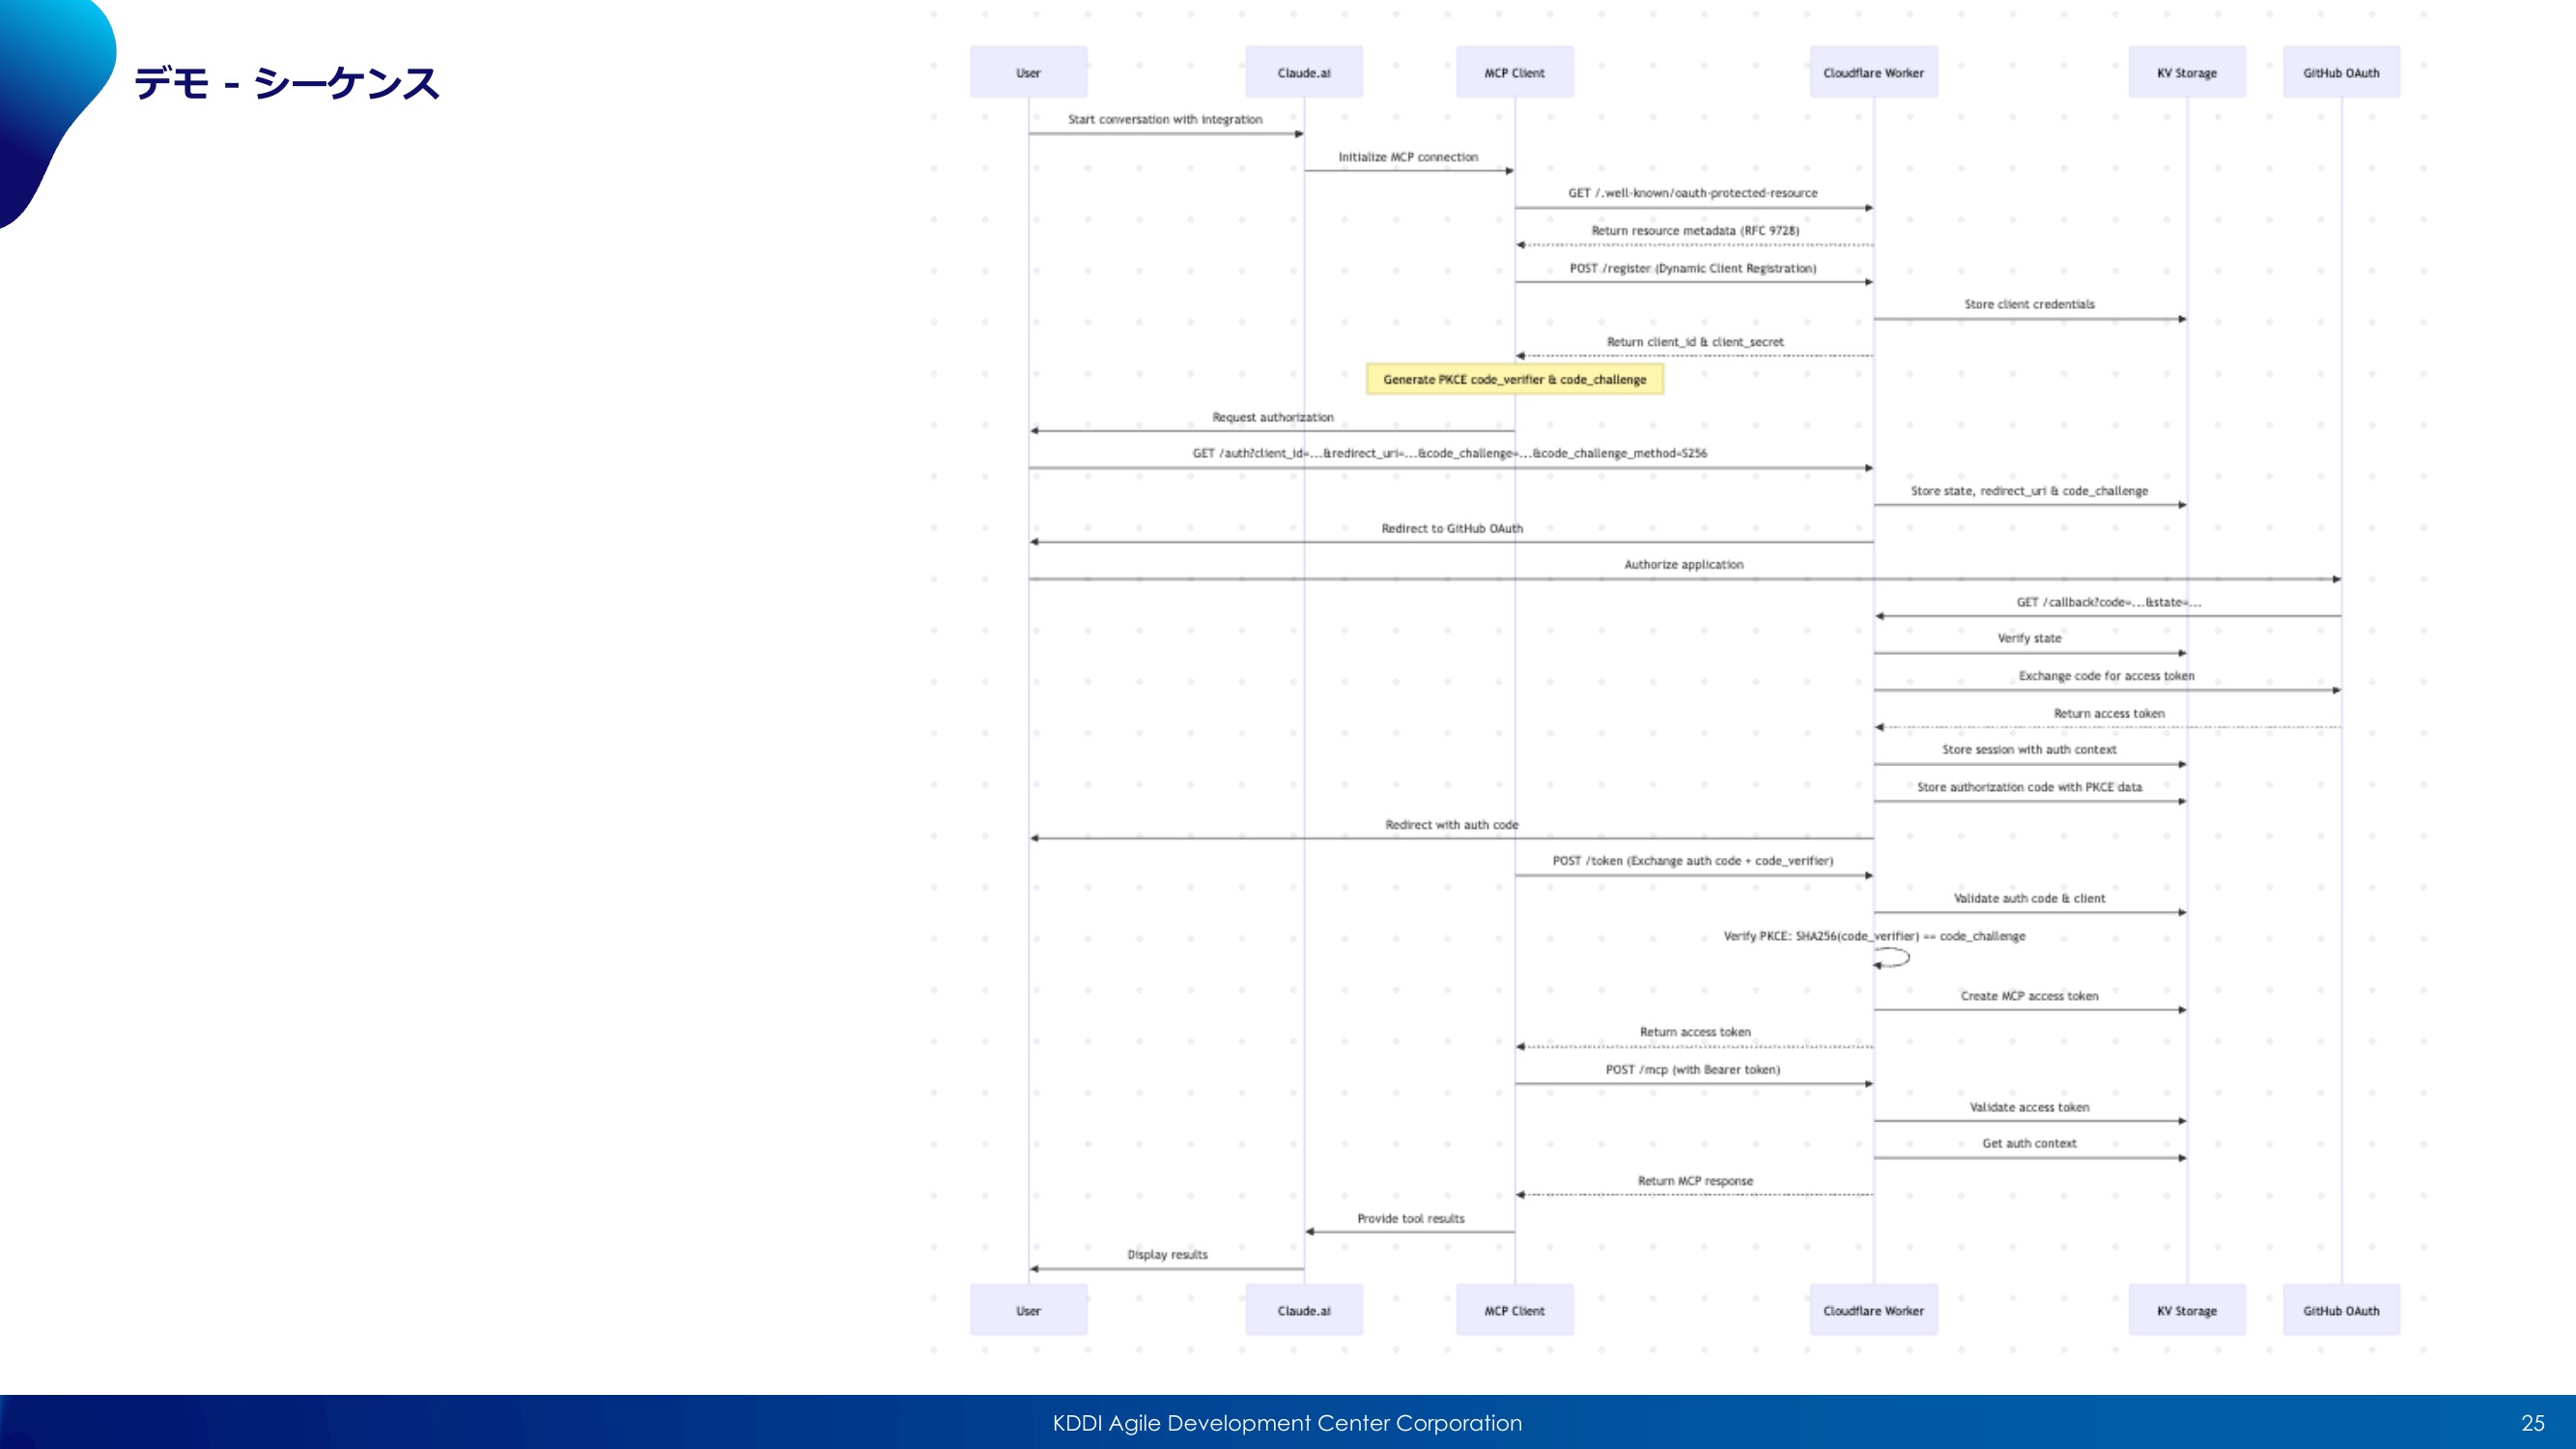 デモ - シーケンス
User
Claude.ai
MCP Client
Cloudflare Worker
KV Storage
GitHub OAuth
Start conversation with integration
Initialize MCP connection
GET /.well-known/oauth-protected-resource
Return resource metadata (RFC 9728)
POST /register (Dynamic Client Registration)
Store client credentials
Return client_id & client_secret
Generate PKCE code_verifier & code_challenge
Request authorization
GET /auth?client_id=...&redirect_uri=...&code_challenge=...&code_challenge_method=S256
Store state, redirect_uri & code_challenge
Redirect to GitHub OAuth
Authorize application
GET /callback?code=...&state=...
Verify state
Exchange code for access token
Return access token
Store session with auth context
Store authorization code with PKCE data
Redirect with auth code
POST /token (Exchange auth code + code_verifier)
Validate auth code & client
Verify PKCE: SHA256(code_verifier) == code_challenge
Create MCP access token
Return access token
POST /mcp (with Bearer token)
Validate access token
Get auth context
Return MCP response
Provide tool results
Display results
User
Claude.ai
MCP Client
Cloudflare Worker
KV Storage
GitHub OAuth
KDDI Agile Development Center Corporation
25